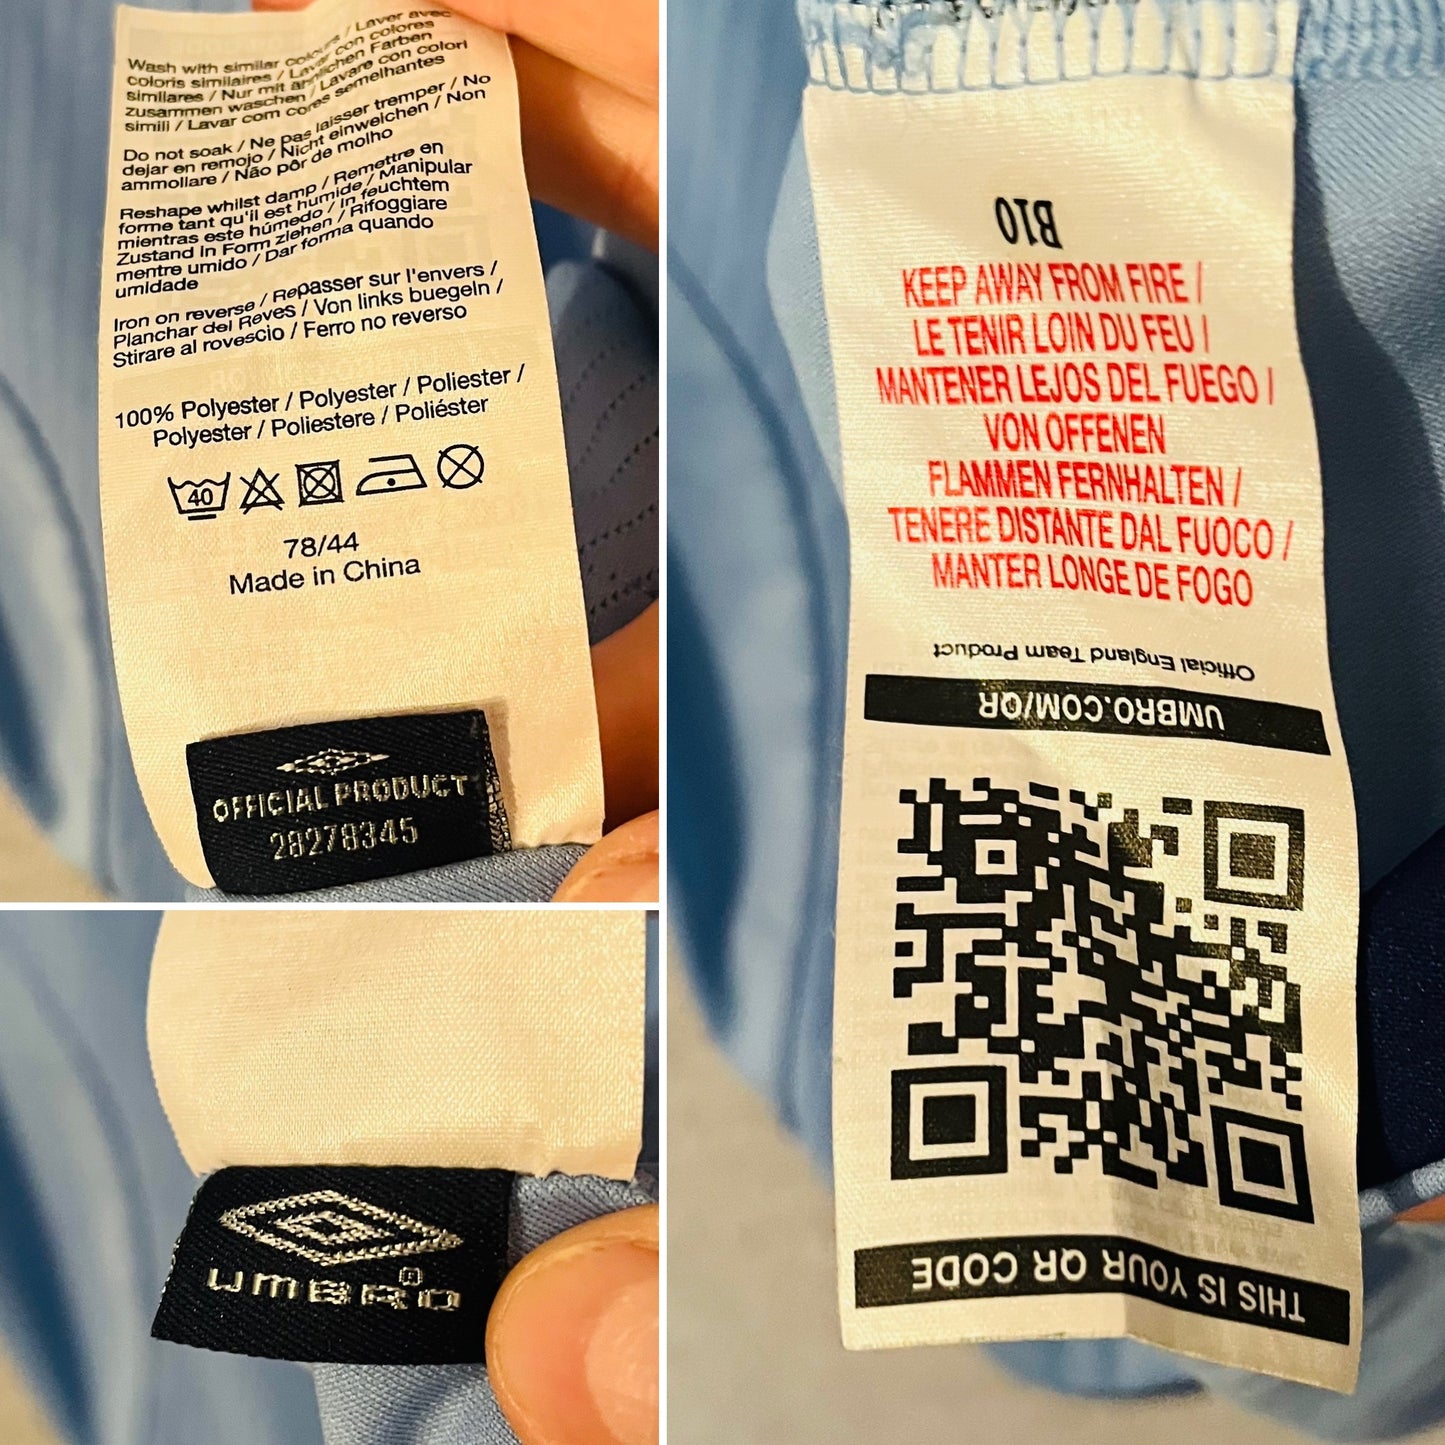 Wash with similar colours / Laver avec
coloris similaires / Lavar con colores
similares / Nur mit ähnlichen Farben
zusammen waschen / Lavare con colori
simili / Lavar com cores semelhantes
Do not soak / Ne pas laisser tremper / No
dejar en remojo / Nicht einweichen / Non
ammollare / Não pôr de molho
Reshape whilst damp / Remettre en
forme tant qu'il est humide / Manipular
mientras este húmedo / In feuchtem
Zustand in Form ziehen / Rifoggiare
mentre umido / Dar forma quando
umidade
Iron on reverse / Repasser sur l'envers /
Planchar del Reves / Von links buegeln /
Stirare al rovescio / Ferro no reverso
100% Polyester / Polyester / Poliester /
Polyester / Poliestere / Poliéster
40
78/44
Made in China
OFFICIAL PRODUCT
28278345
UMBRO
BIO
KEEP AWAY FROM FIRE /
LE TENIR LOIN DU FEU /
MANTENER LEJOS DEL FUEGO /
VON OFFENEN
FLAMMEN FERNHALTEN /
TENERE DISTANTE DAL FUOCO /
MANTER LONGE DE FOGO
Official England Team Product
UMBRO.COM/QR
THIS IS YOUR QR CODE